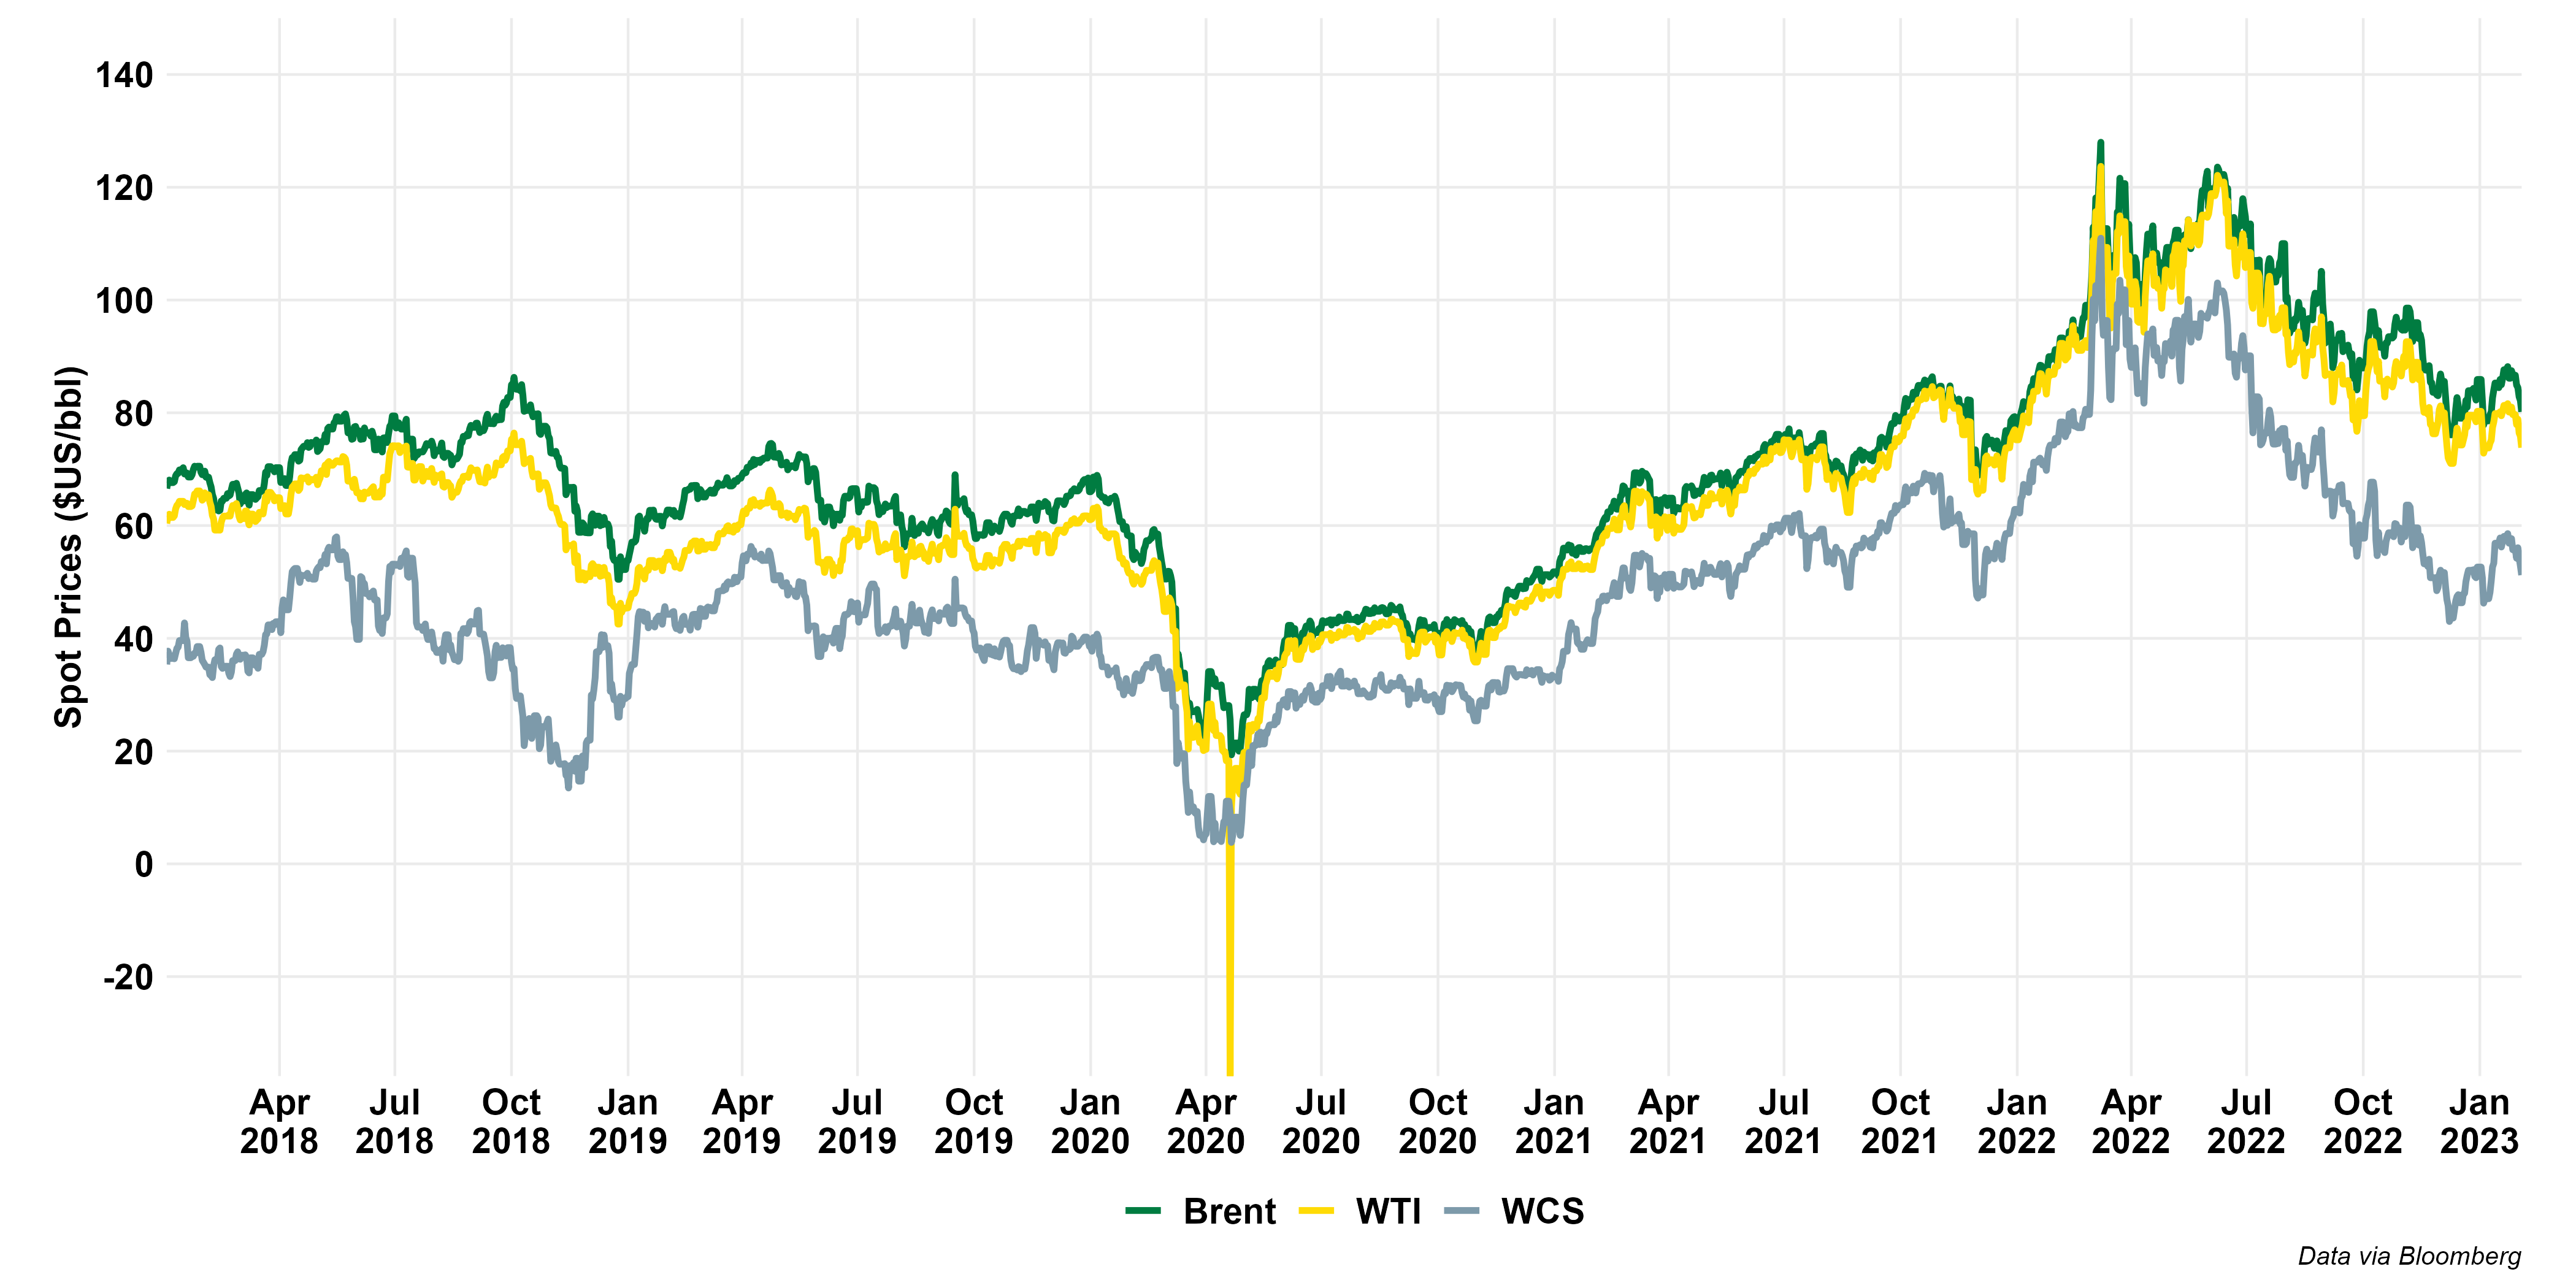 Spot Prices ($US/bbl)
140
120
100
80
60
40
20
0
-20
Apr Jul Oct Jan Apr Jul Oct Jan Apr Jul Oct Jan Apr Jul Oct Jan Apr Jul Oct Jan
2018 2018 2018 2019 2019 2019 2019 2020 2020 2020 2020 2021 2021 2021 2021 2022 2022 2022 2022 2023
Brent WTI WCS
Data via Bloomberg